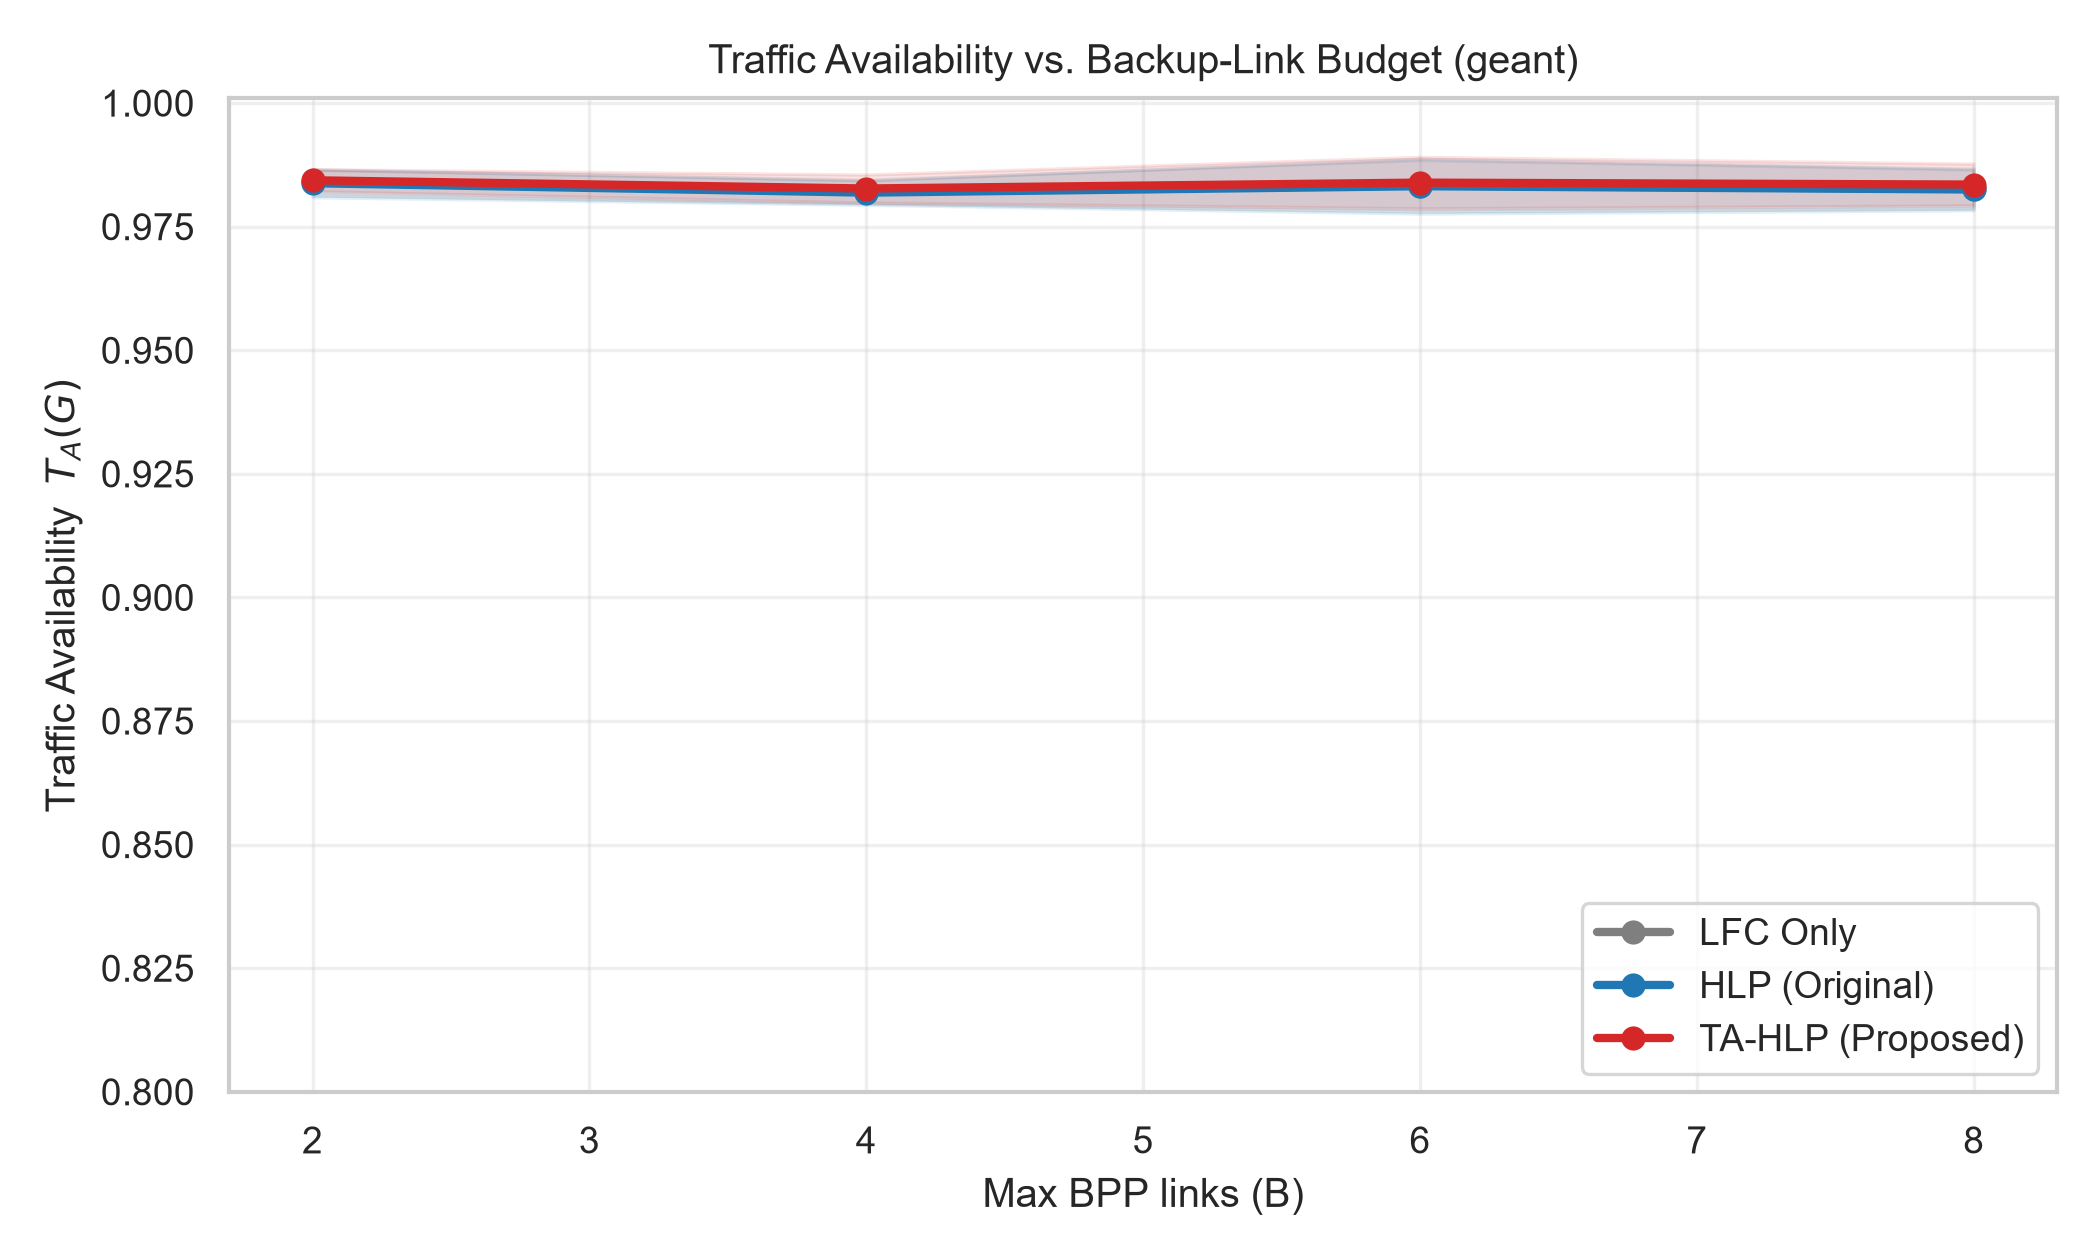 Traffic Availability vs. Backup-Link Budget (geant)
Traffic Availability T_A(G)
1.000
0.975
0.950
0.925
0.900
0.875
0.850
0.825
0.800
2 3 4 5 6 7 8
Max BPP links (B)
LFC Only
HLP (Original)
TA-HLP (Proposed)